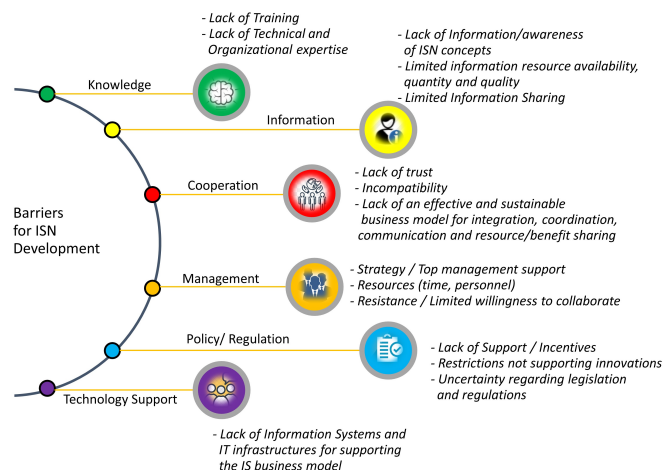 - Lack of Training
- Lack of Technical and
Organizational expertise
- Lack of Information/awareness
of ISN concepts
- Limited information resource availability,
quantity and quality
- Limited Information Sharing
Knowledge
Information
Cooperation
- Lack of trust
- Incompatibility
- Lack of an effective and sustainable
business model for integration, coordination,
communication and resource/benefit sharing
Barriers
for ISN
Development
Management
- Strategy / Top management support
- Resources (time, personnel)
- Resistance / Limited willingness to collaborate
Policy/ Regulation
- Lack of Support / Incentives
- Restrictions not supporting innovations
- Uncertainty regarding legislation
and regulations
Technology Support
- Lack of Information Systems and
IT infrastructures for supporting
the IS business model